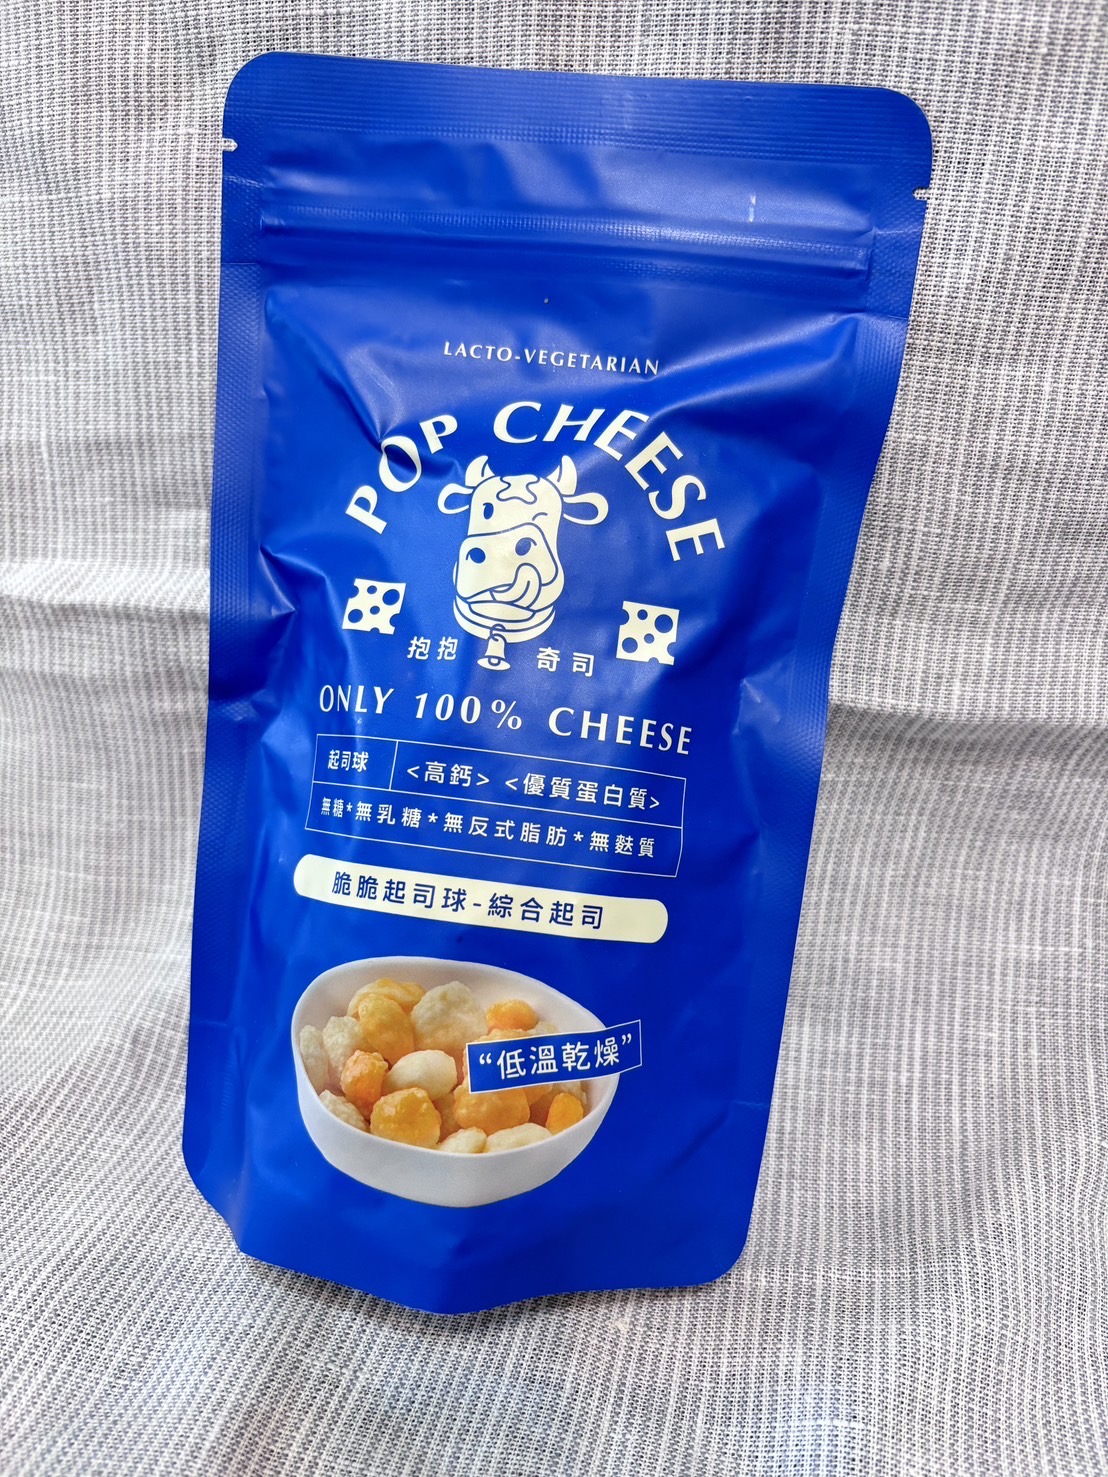 LACTO-VEGETARIAN
POP CHEESE
抱抱 奇司
ONLY 100% CHEESE
起司球 <高鈣> <優質蛋白質>
無糖*無乳糖*無反式脂肪*無麩質
脆脆起司球-綜合起司
“低溫乾燥”